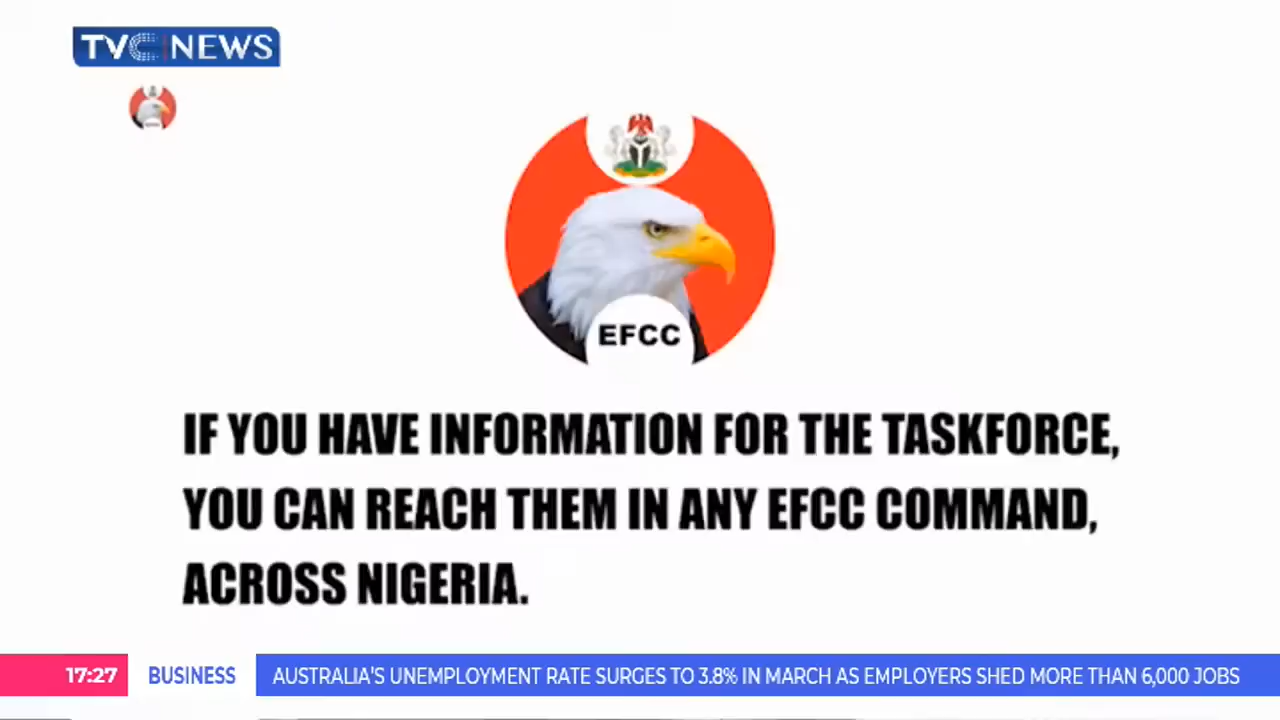 TVC NEWS
EFCC
IF YOU HAVE INFORMATION FOR THE TASKFORCE,
YOU CAN REACH THEM IN ANY EFCC COMMAND,
ACROSS NIGERIA.
17:27 BUSINESS AUSTRALIA'S UNEMPLOYMENT RATE SURGES TO 3.8% IN MARCH AS EMPLOYERS SHED MORE THAN 6,000 JOBS